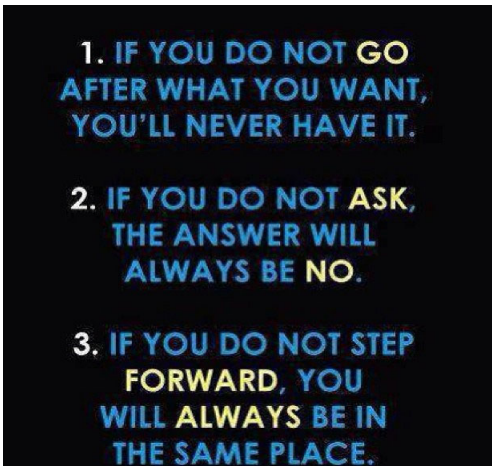 1. IF YOU DO NOT GO
AFTER WHAT YOU WANT,
YOU'LL NEVER HAVE IT.
2. IF YOU DO NOT ASK,
THE ANSWER WILL
ALWAYS BE NO.
3. IF YOU DO NOT STEP
FORWARD, YOU
WILL ALWAYS BE IN
THE SAME PLACE.